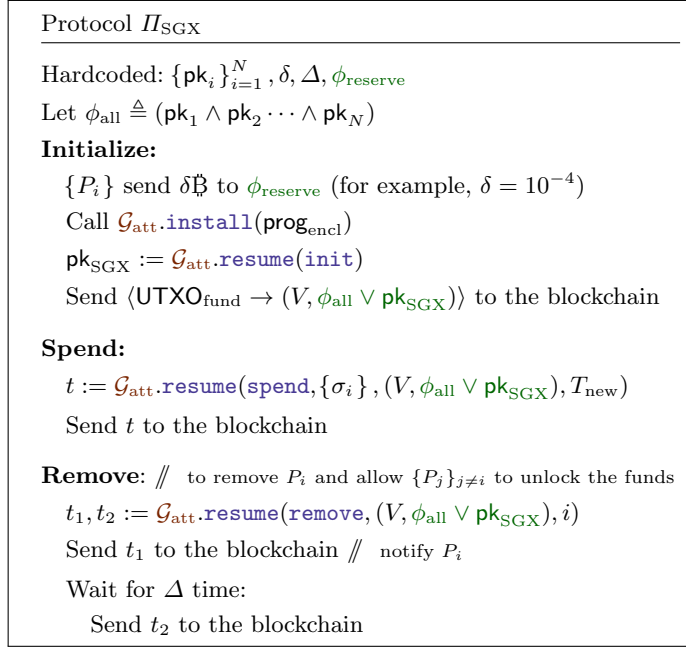 Protocol Π_SGX
Hardcoded: {pk_i}_{i=1}^N, δ, Δ, ϕ_reserve
Let ϕ_all ≜ (pk_1 ∧ pk_2 ⋯ ∧ pk_N)
Initialize:
{P_i} send δ₿ to ϕ_reserve (for example, δ = 10^{-4})
Call 𝒢_att.install(prog_encl)
pk_SGX := 𝒢_att.resume(init)
Send ⟨UTXO_fund → (V, ϕ_all ∨ pk_SGX)⟩ to the blockchain
Spend:
t := 𝒢_att.resume(spend, {σ_i}, (V, ϕ_all ∨ pk_SGX), T_new)
Send t to the blockchain
Remove: // to remove P_i and allow {P_j}_{j≠i} to unlock the funds
t_1, t_2 := 𝒢_att.resume(remove, (V, ϕ_all ∨ pk_SGX), i)
Send t_1 to the blockchain // notify P_i
Wait for Δ time:
Send t_2 to the blockchain